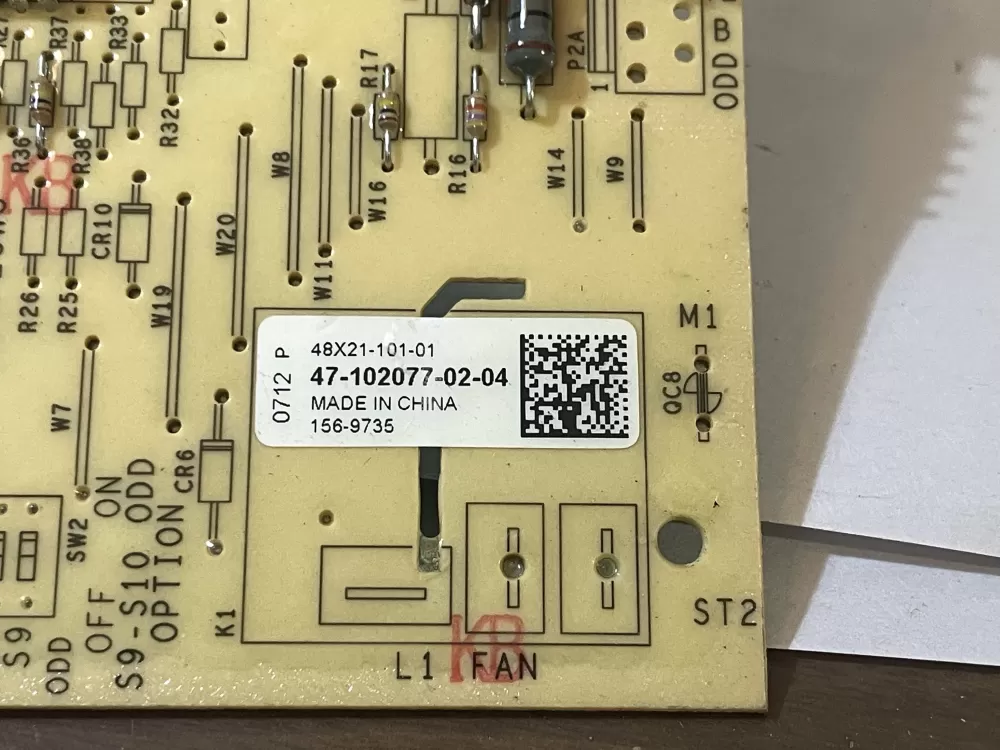 R37
R33
R17
P2A
1
B
ODD
R32
R36
R38
W8
W16
R16
W14
W9
KB
CR10
W20
W11
R26
R25
W19
M1
QC8
0712 P
48X21-101-01
47-102077-02-04
MADE IN CHINA
156-9735
W7
CR6
SW2
OFF ON
S9-S10 ODD
OPTION
S9
ODD
K1
KB
L1 FAN
ST2